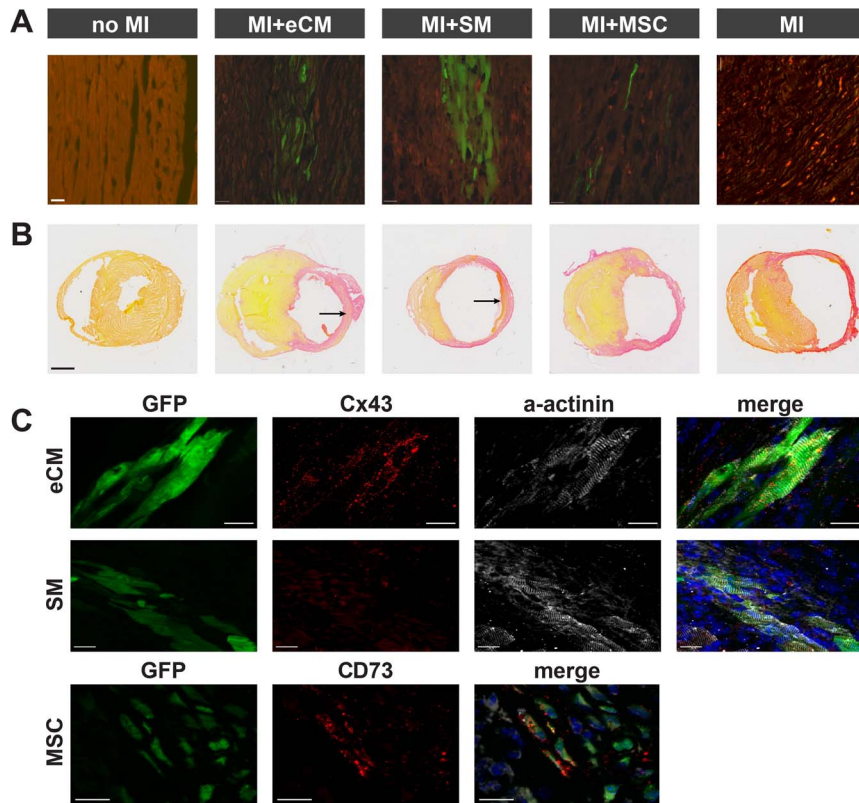 A
no MI MI+eCM MI+SM MI+MSC MI
B
C
GFP Cx43 a-actinin merge
eCM
SM
GFP CD73 merge
MSC